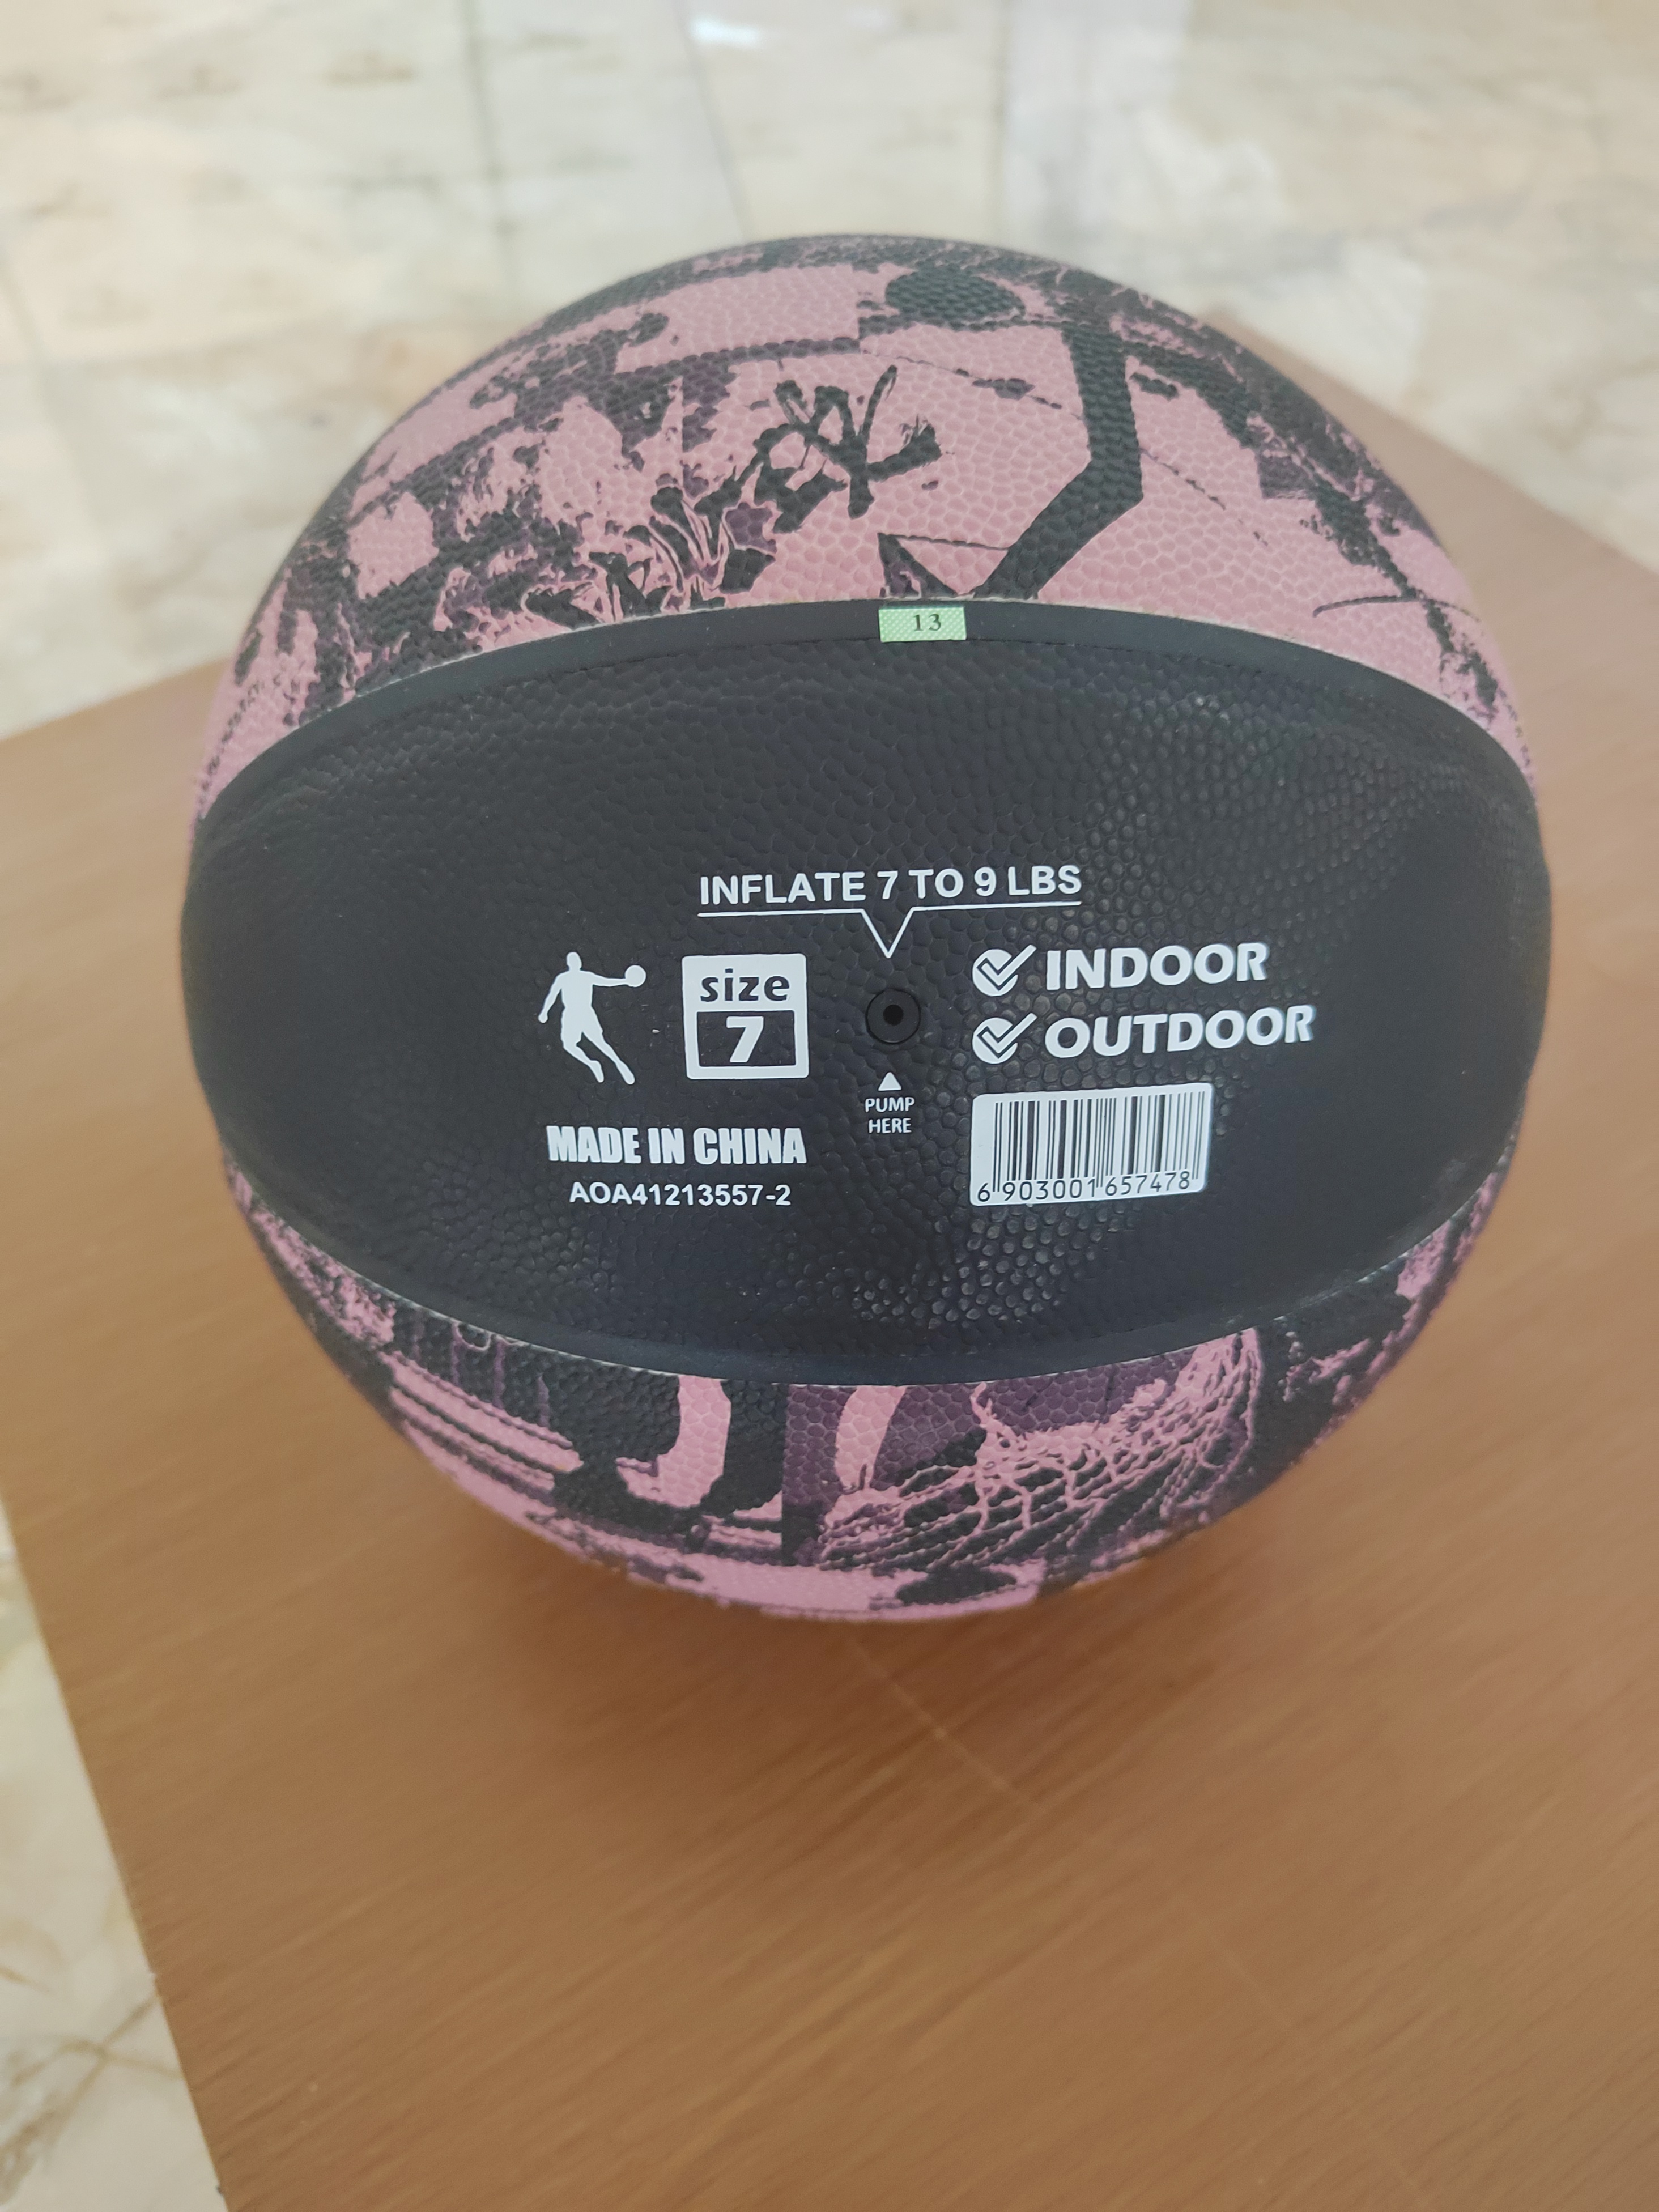 13
INFLATE 7 TO 9 LBS
size
7
INDOOR
OUTDOOR
PUMP
HERE
MADE IN CHINA
AOA41213557-2
6 903001 657478